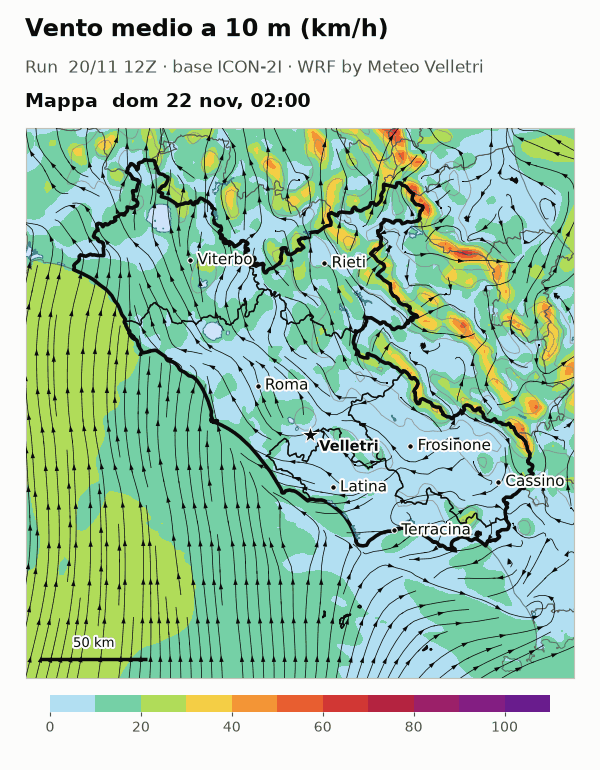 Vento medio a 10 m (km/h)
Run  20/11 12Z · base ICON-2I · WRF by Meteo Velletri
Mappa  dom 22 nov, 02:00
Viterbo
Rieti
Roma
Velletri
Frosinone
Latina
Cassino
Terracina
50 km
0 20 40 60 80 100